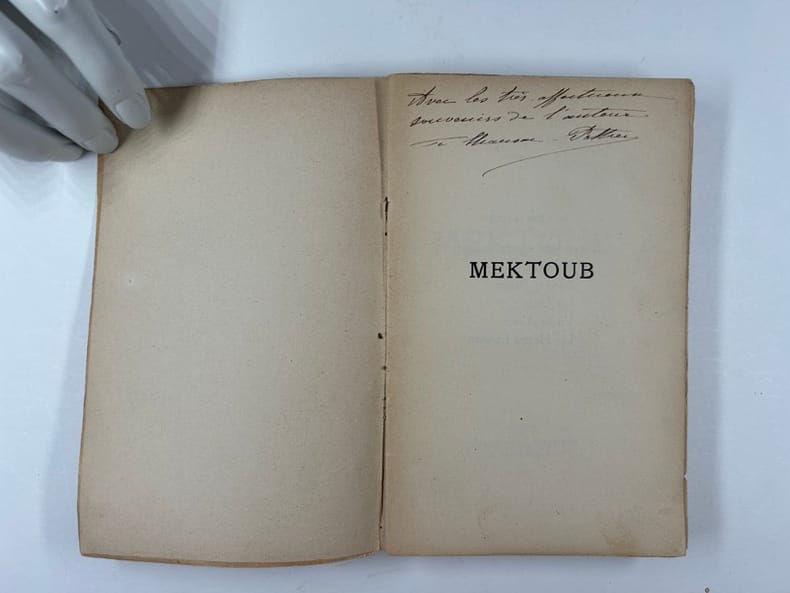 Avec les très affectueux
souvenirs de l'auteur
à
MEKTOUB